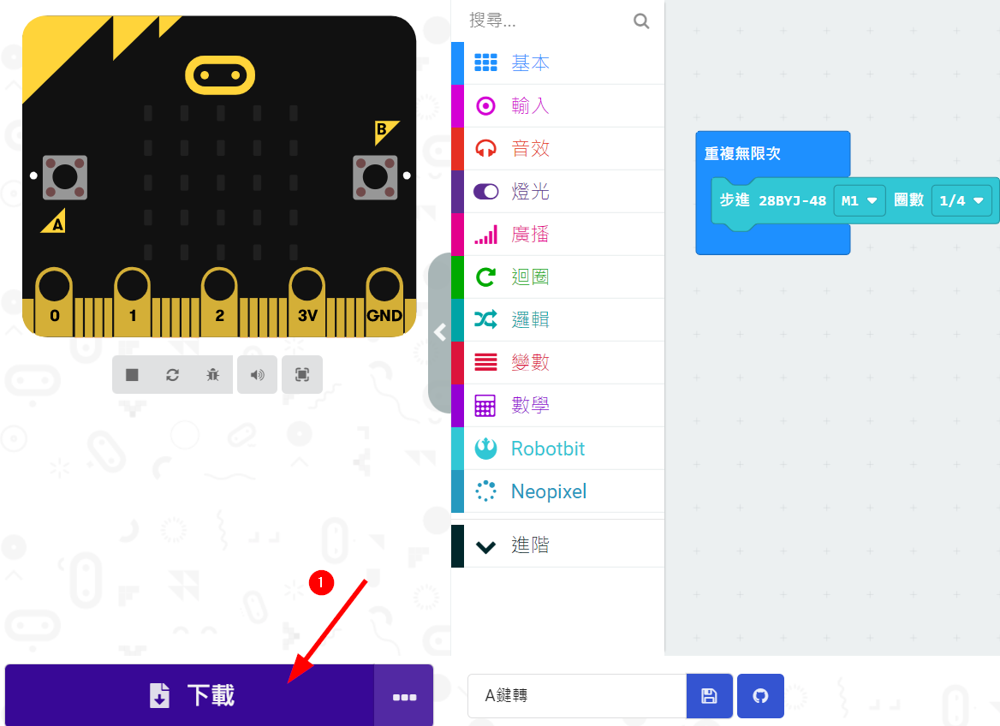 B
A
0
1
2
3V
GND
1
下載
搜尋...
基本
輸入
音效
燈光
廣播
迴圈
邏輯
變數
數學
Robotbit
Neopixel
進階
重複無限次
步進 28BYJ-48 M1 圈數 1/4
A鍵轉